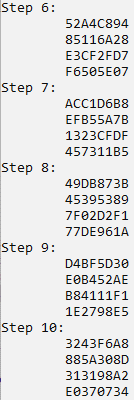 Step 6:
52A4C894
85116A28
E3CF2FD7
F6505E07
Step 7:
ACC1D6B8
EFB55A7B
1323CFDF
457311B5
Step 8:
49DB873B
45395389
7F02D2F1
77DE961A
Step 9:
D4BF5D30
E0B452AE
B84111F1
1E2798E5
Step 10:
3243F6A8
885A308D
313198A2
E0370734